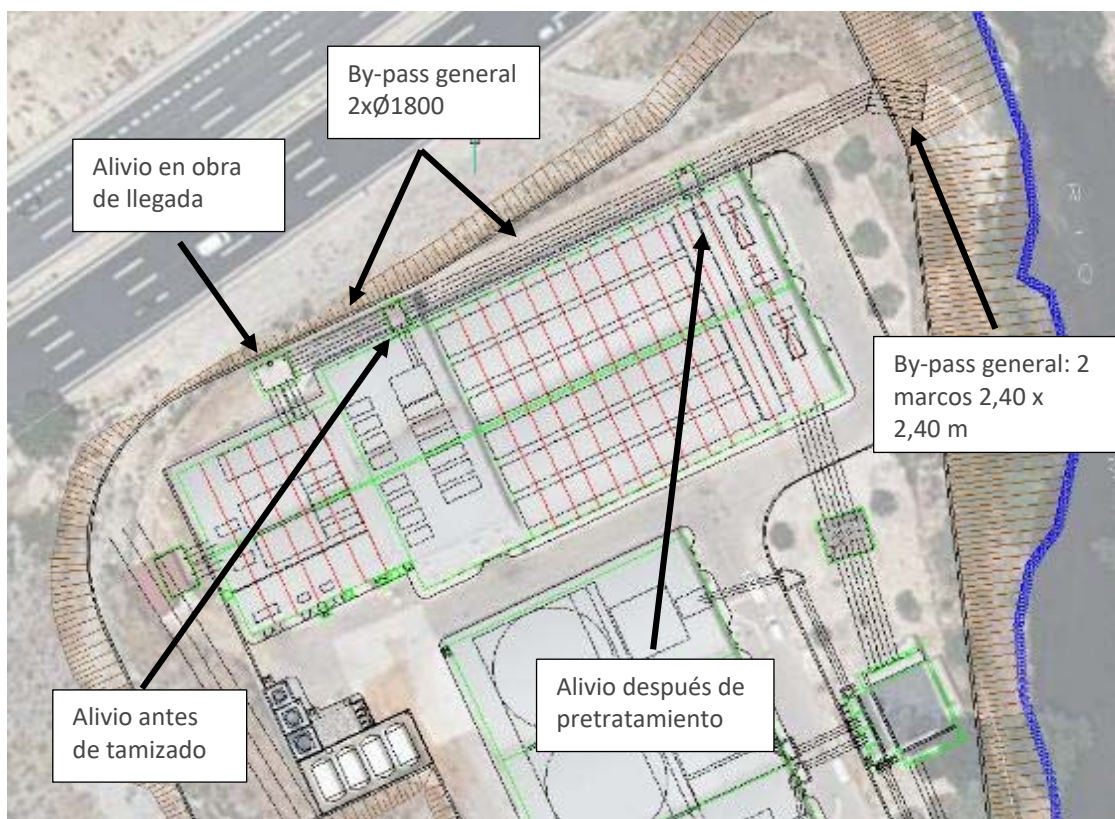 By-pass general
2xØ1800
Alivio en obra
de llegada
By-pass general: 2
marcos 2,40 x
2,40 m
Alivio antes
de tamizado
Alivio después de
pretratamiento
R I O